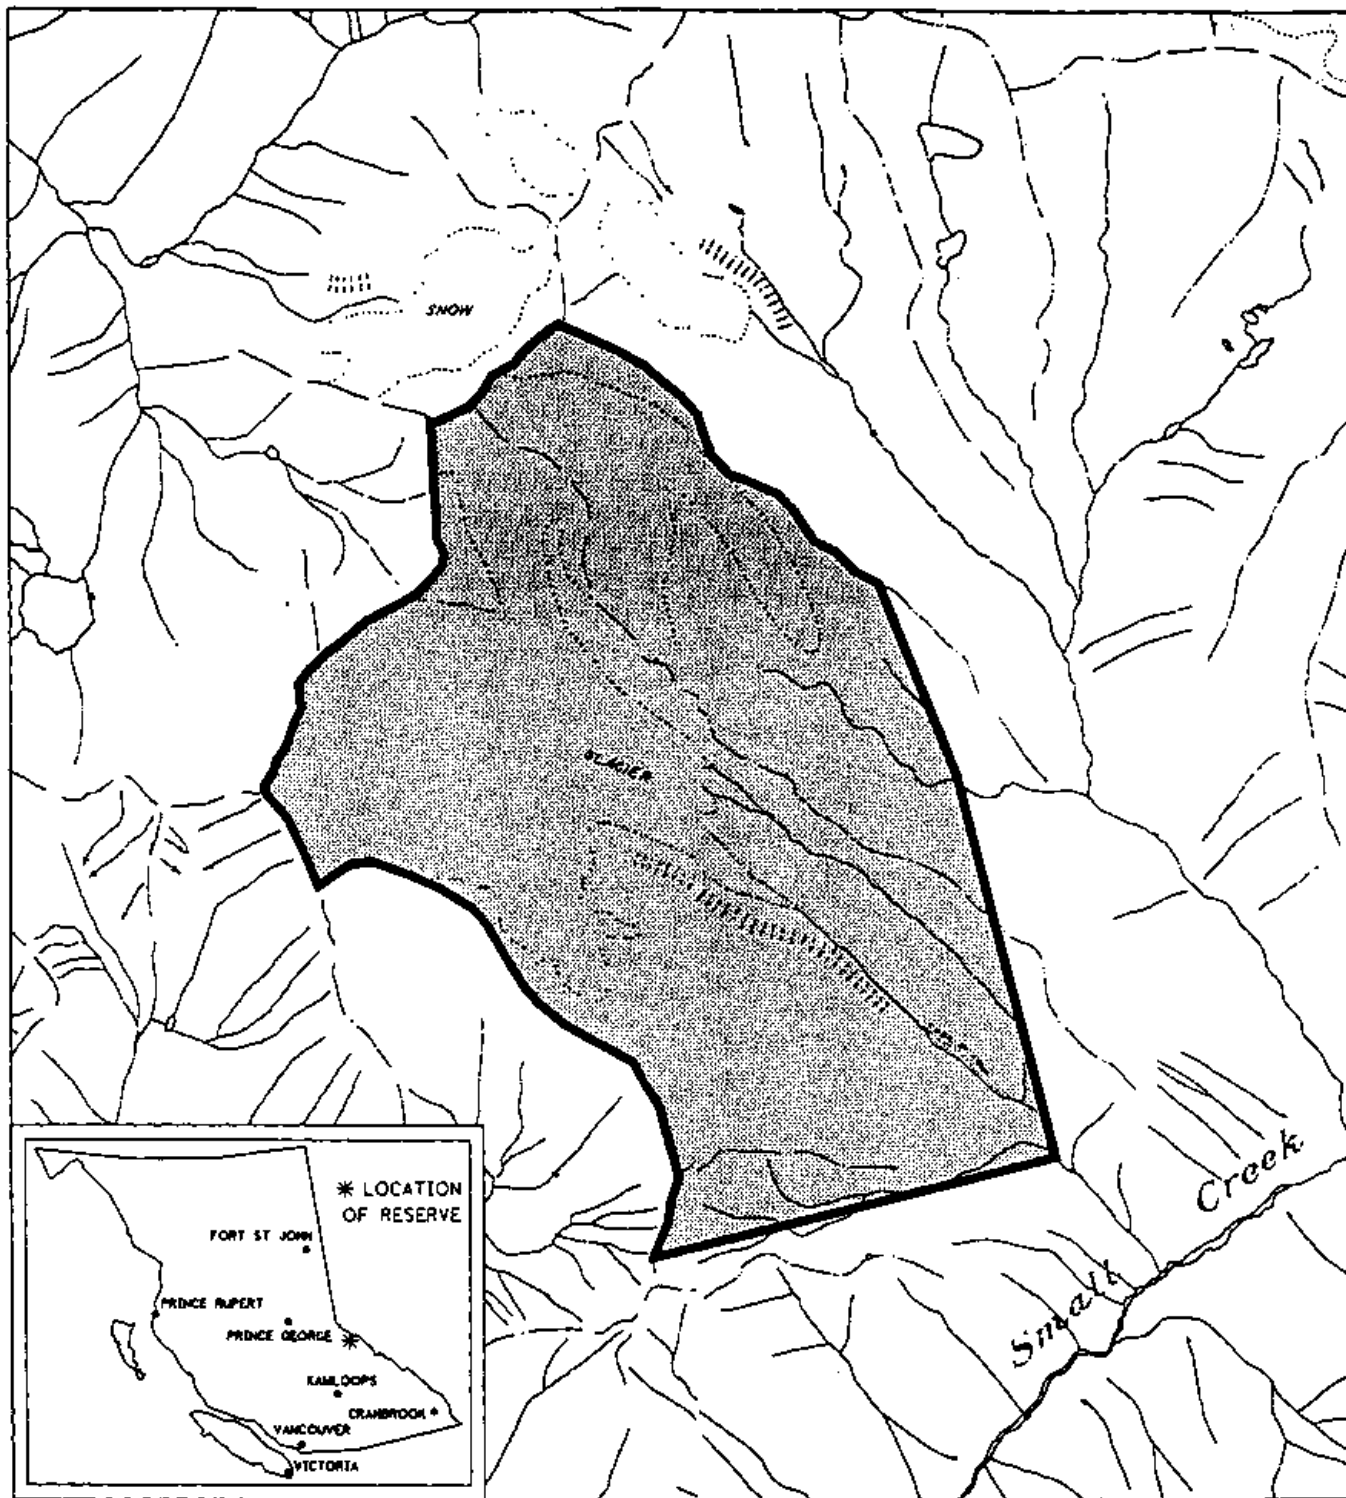 SNOW
GLACIER
Small Creek
* LOCATION
OF RESERVE
FORT ST JOHN
PRINCE RUPERT
PRINCE GEORGE
KAMLOOPS
CRANBROOK
VANCOUVER
VICTORIA